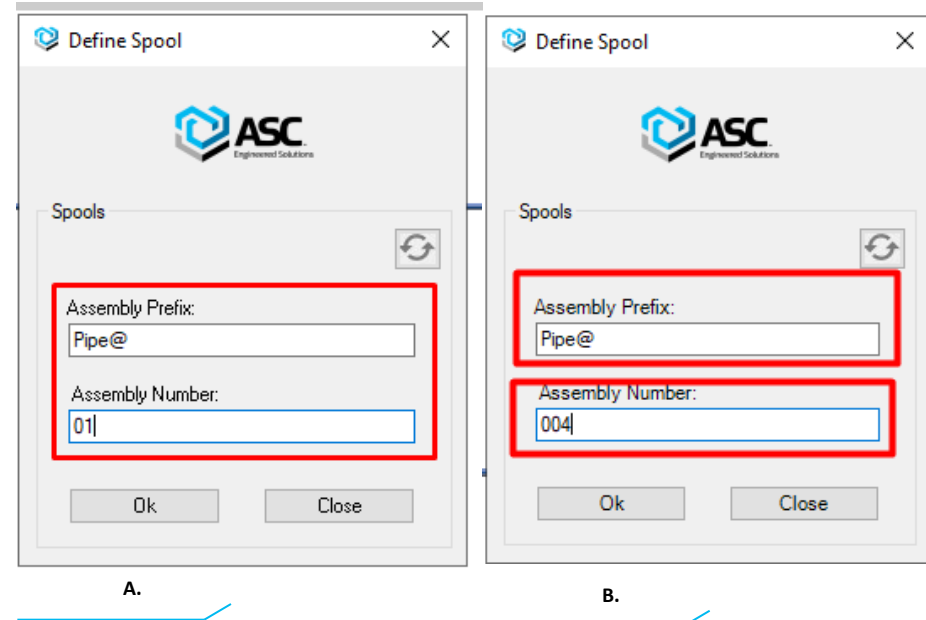 Define Spool
ASC
Engineered Solutions
Spools
Assembly Prefix:
Pipe@
Assembly Number:
01
Ok Close
A.
Define Spool
ASC
Engineered Solutions
Spools
Assembly Prefix:
Pipe@
Assembly Number:
004
Ok Close
B.